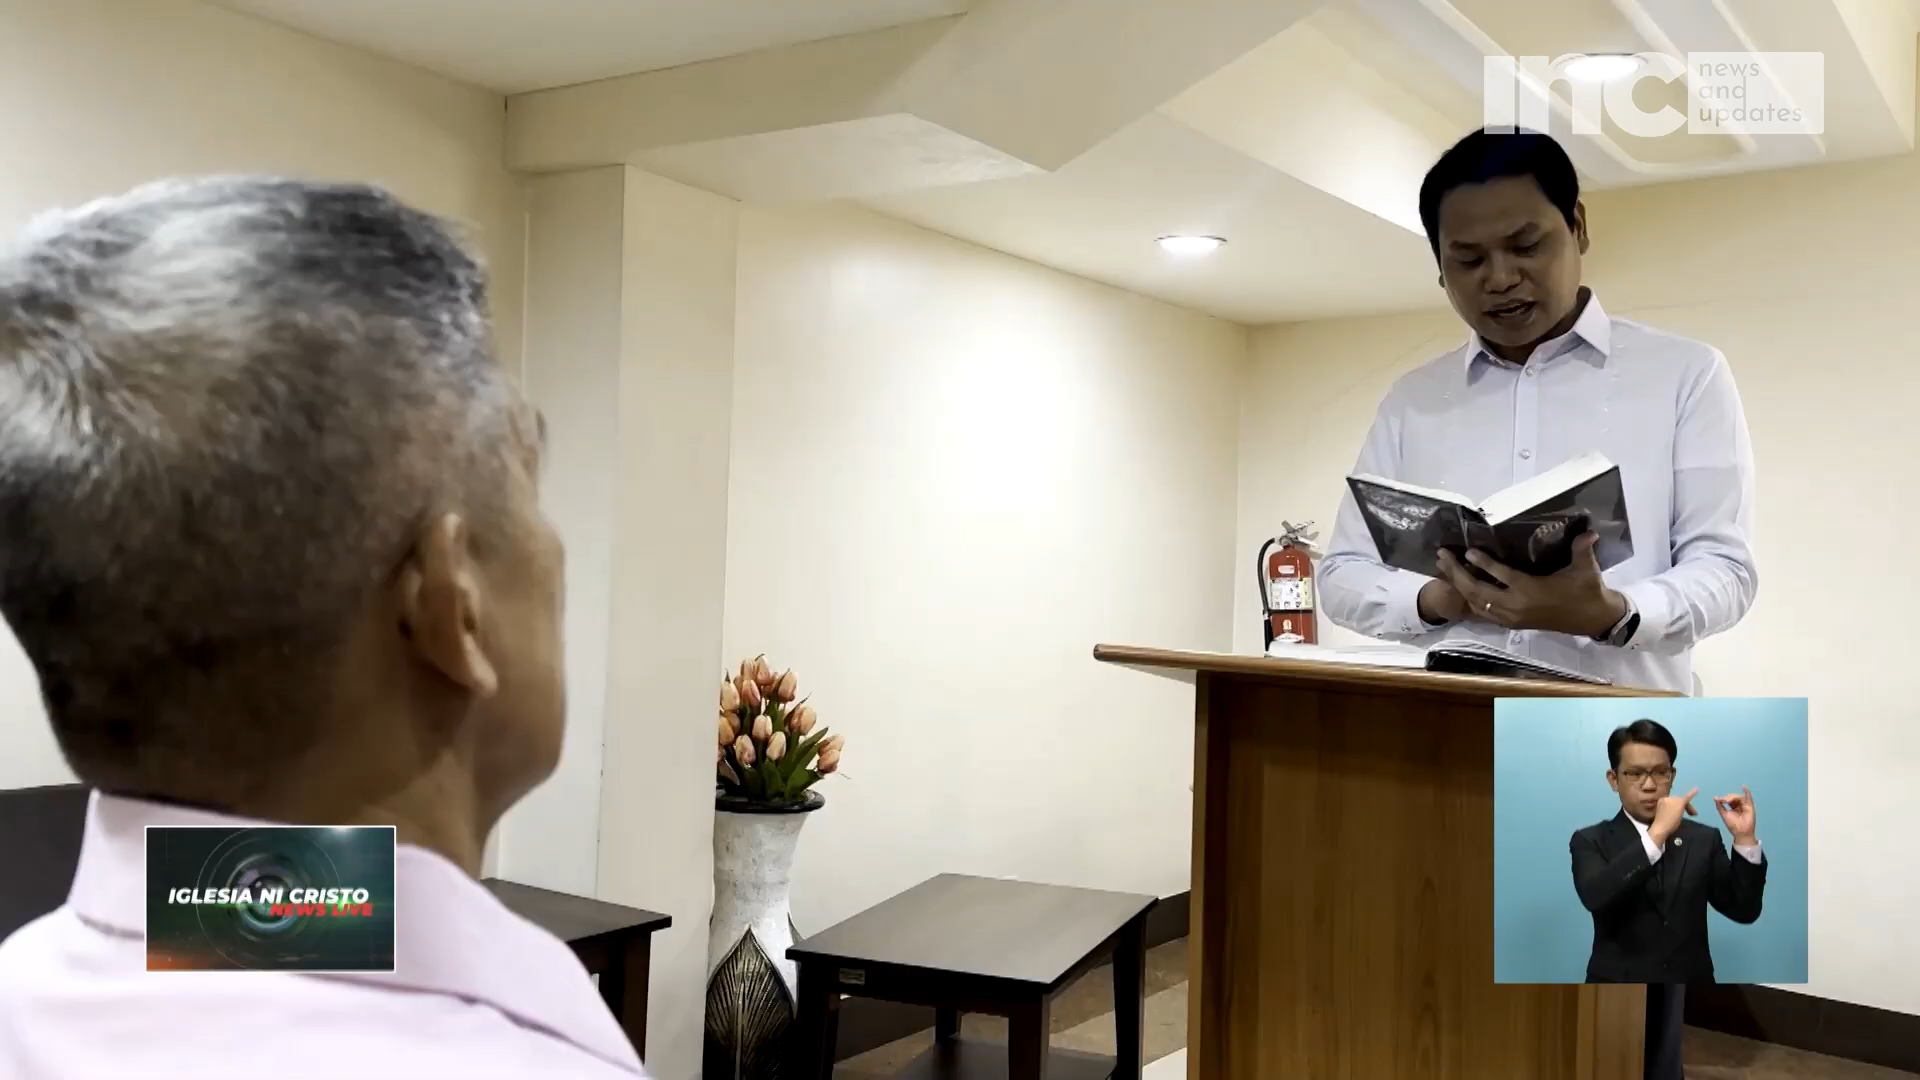 inc news
and
updates
IGLESIA NI CRISTO
NEWS LIVE